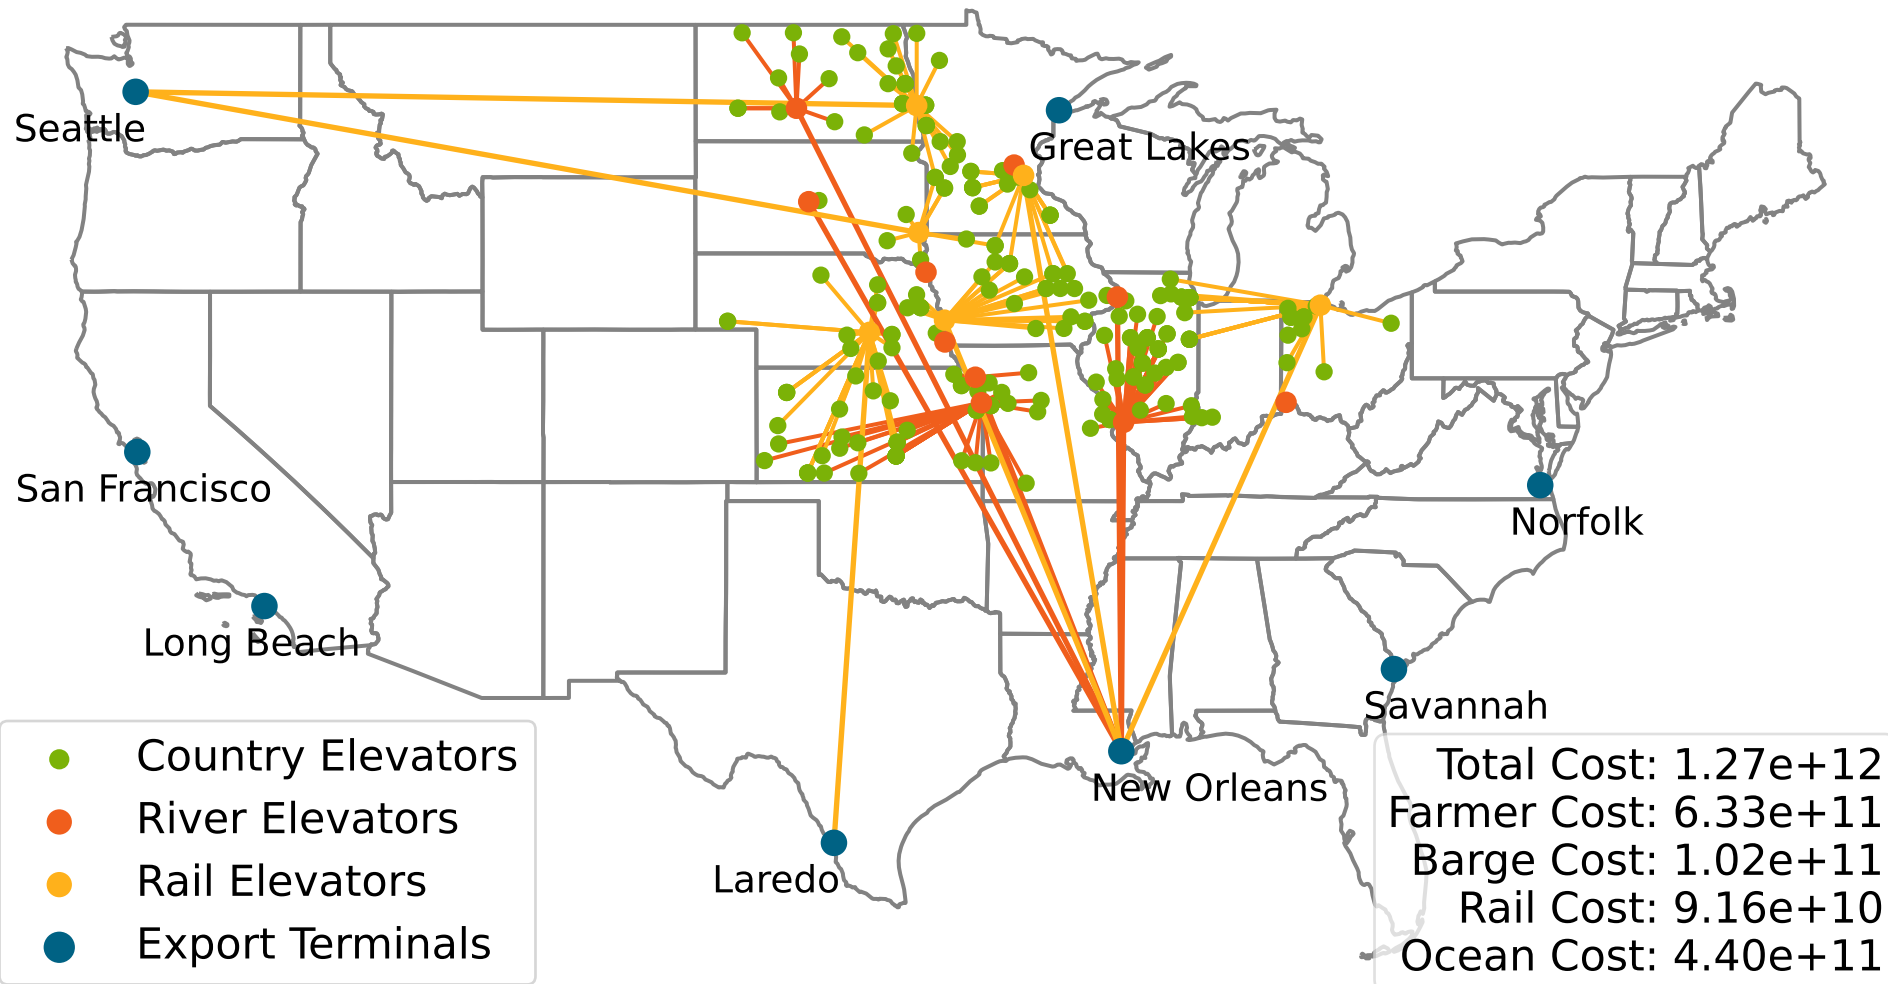 Seattle
Great Lakes
San Francisco
Norfolk
Long Beach
Savannah
New Orleans
Laredo
Country Elevators
River Elevators
Rail Elevators
Export Terminals
Total Cost: 1.27e+12
Farmer Cost: 6.33e+11
Barge Cost: 1.02e+11
Rail Cost: 9.16e+10
Ocean Cost: 4.40e+11